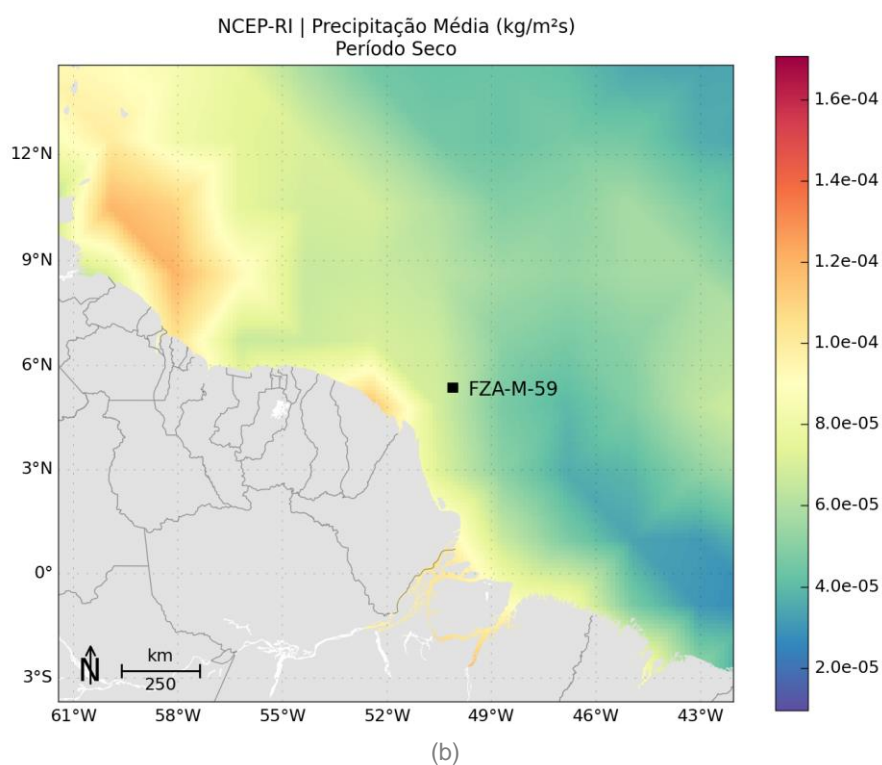 NCEP-RI | Precipitação Média (kg/m²s)
Período Seco
12°N
9°N
6°N
3°N
0°
3°S
61°W 58°W 55°W 52°W 49°W 46°W 43°W
FZA-M-59
N
km
250
1.6e-04
1.4e-04
1.2e-04
1.0e-04
8.0e-05
6.0e-05
4.0e-05
2.0e-05
(b)